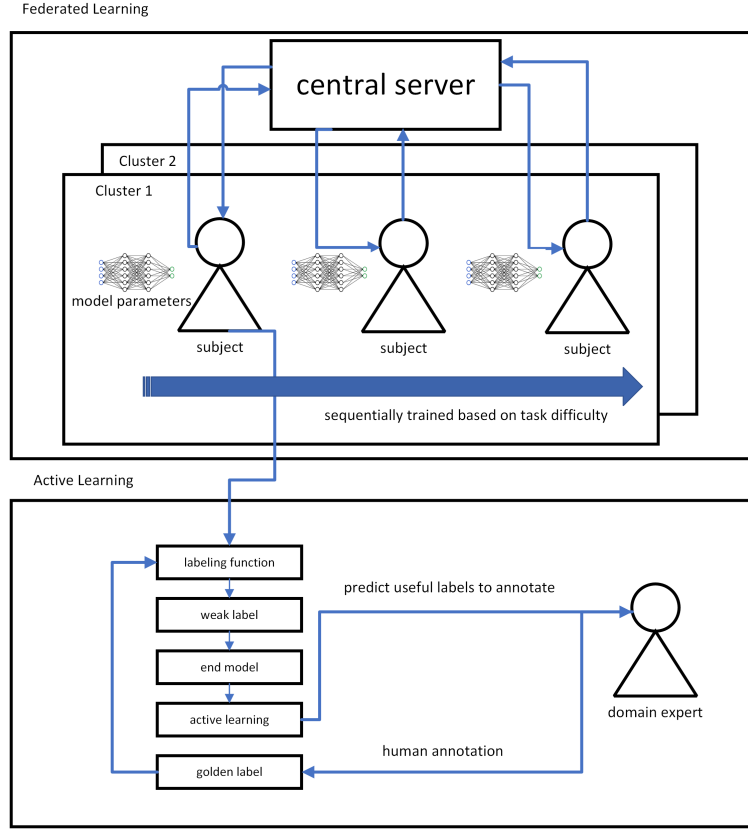 Federated Learning
central server
Cluster 2
Cluster 1
model parameters
subject
subject
subject
sequentially trained based on task difficulty
Active Learning
labeling function
predict useful labels to annotate
weak label
end model
active learning
domain expert
human annotation
golden label